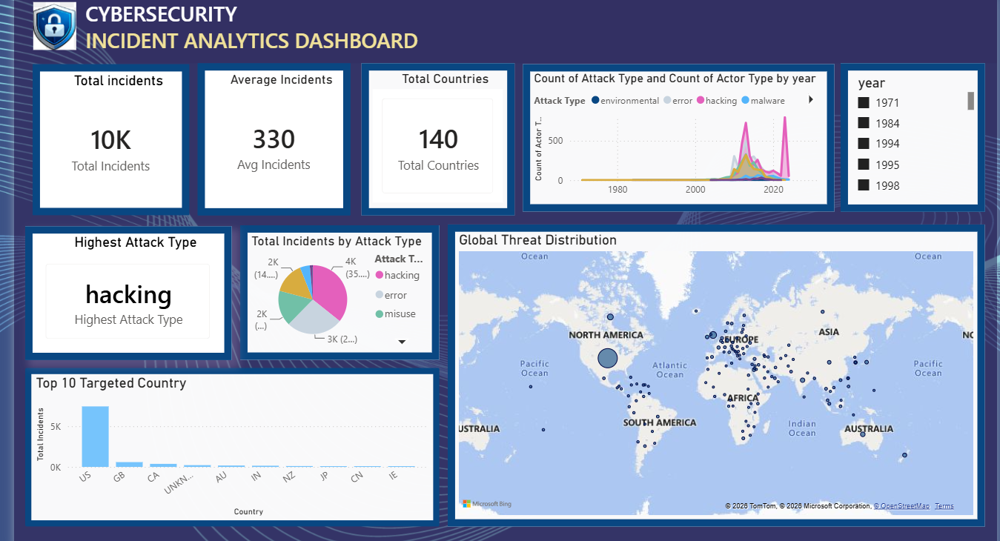 CYBERSECURITY
INCIDENT ANALYTICS DASHBOARD
Total incidents
10K
Total Incidents
Average Incidents
330
Avg Incidents
Total Countries
140
Total Countries
Count of Attack Type and Count of Actor Type by year
Attack Type environmental error hacking malware
Count of Actor T...
500
0
1980 2000 2020
year
1971
1984
1994
1995
1998
Highest Attack Type
hacking
Highest Attack Type
Total Incidents by Attack Type
Attack T...
hacking
error
misuse
4K
(35....)
3K (2...)
2K
(...)
2K
(14....)
Global Threat Distribution
Ocean
Ocean
NORTH AMERICA
EUROPE
ASIA
NO
Pacific
Ocean
Atlantic
Ocean
Pacific
Ocean
AFRICA
SOUTH AMERICA
Indian
Ocean
USTRALIA
AUSTRALIA
Microsoft Bing
© 2026 TomTom, © 2026 Microsoft Corporation, © OpenStreetMap Terms
Top 10 Targeted Country
Total Incidents
5K
0K
US
GB
CA
UNKN...
AU
IN
NZ
JP
CN
IE
Country